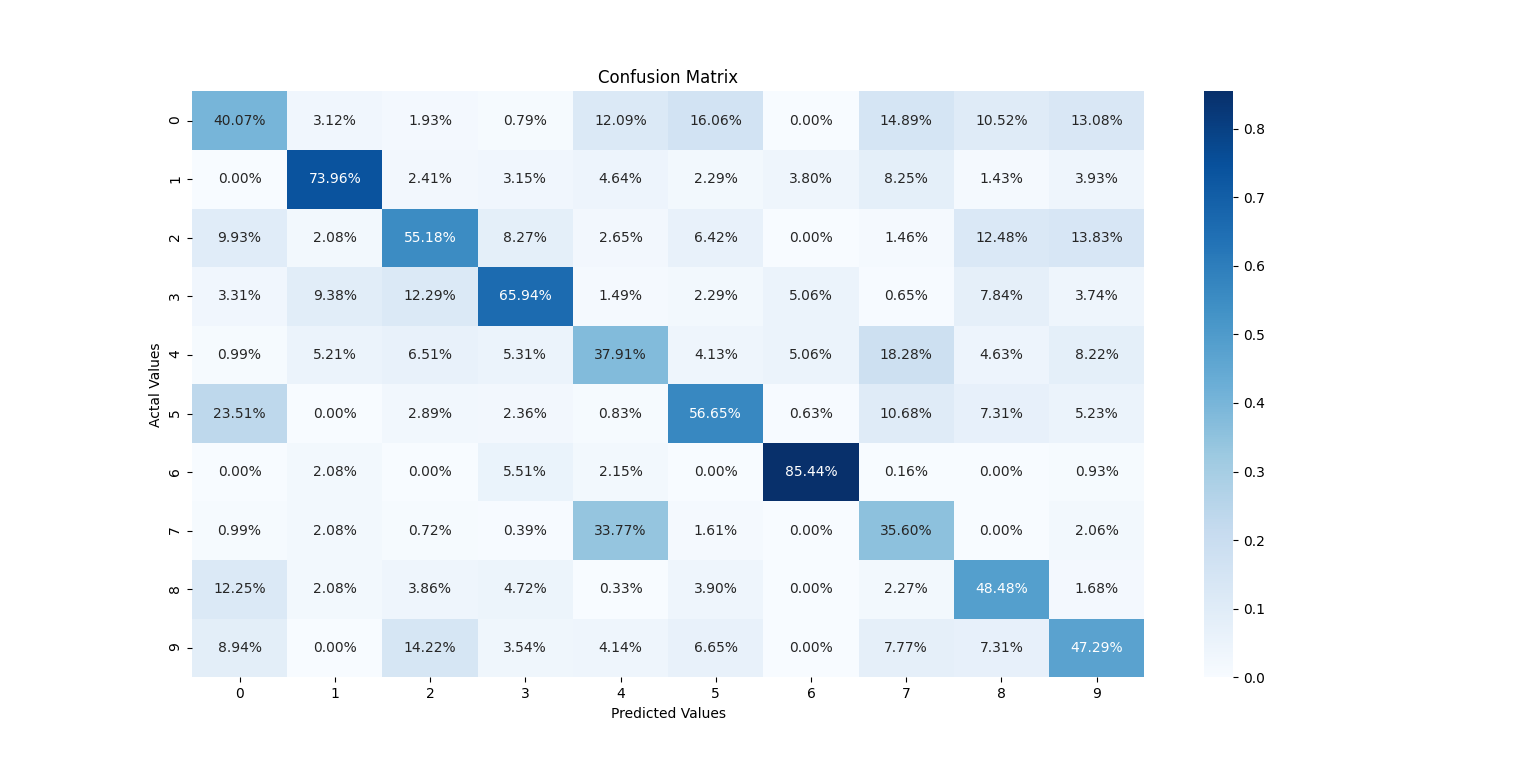 Confusion Matrix
0 40.07% 3.12% 1.93% 0.79% 12.09% 16.06% 0.00% 14.89% 10.52% 13.08%
1 0.00% 73.96% 2.41% 3.15% 4.64% 2.29% 3.80% 8.25% 1.43% 3.93%
2 9.93% 2.08% 55.18% 8.27% 2.65% 6.42% 0.00% 1.46% 12.48% 13.83%
3 3.31% 9.38% 12.29% 65.94% 1.49% 2.29% 5.06% 0.65% 7.84% 3.74%
4 0.99% 5.21% 6.51% 5.31% 37.91% 4.13% 5.06% 18.28% 4.63% 8.22%
5 23.51% 0.00% 2.89% 2.36% 0.83% 56.65% 0.63% 10.68% 7.31% 5.23%
6 0.00% 2.08% 0.00% 5.51% 2.15% 0.00% 85.44% 0.16% 0.00% 0.93%
7 0.99% 2.08% 0.72% 0.39% 33.77% 1.61% 0.00% 35.60% 0.00% 2.06%
8 12.25% 2.08% 3.86% 4.72% 0.33% 3.90% 0.00% 2.27% 48.48% 1.68%
9 8.94% 0.00% 14.22% 3.54% 4.14% 6.65% 0.00% 7.77% 7.31% 47.29%
0 1 2 3 4 5 6 7 8 9
Predicted Values
Actal Values
0.8
0.7
0.6
0.5
0.4
0.3
0.2
0.1
0.0